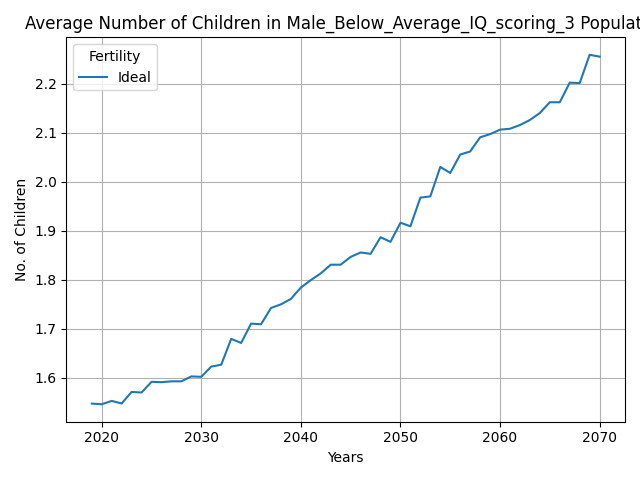 Average Number of Children in Male_Below_Average_IQ_scoring_3 Populat
Fertility
Ideal
No. of Children
2.2
2.1
2.0
1.9
1.8
1.7
1.6
2020 2030 2040 2050 2060 2070
Years